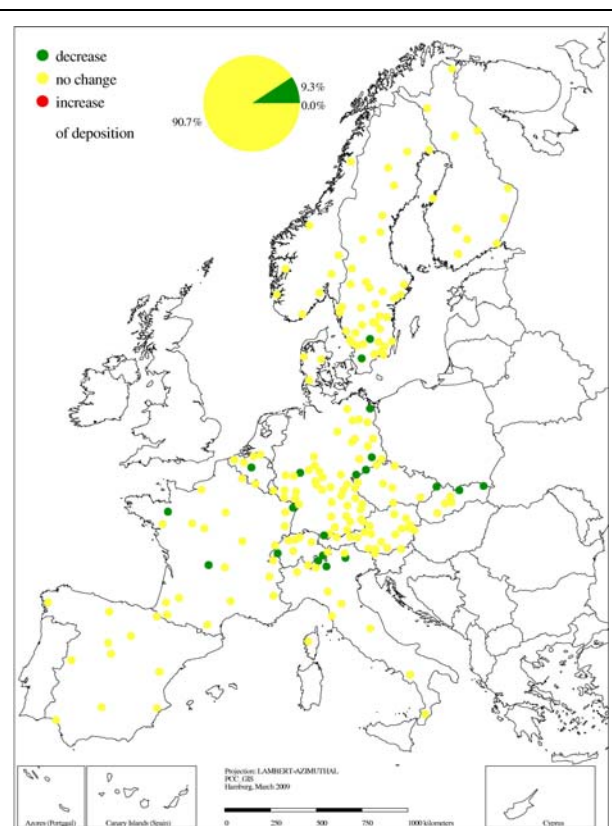 decrease
no change
increase
of deposition
9.3%
0.0%
90.7%
Projection: LAMBERT-AZIMUTHAL
PCC_GIS
Hamburg, March 2009
Azores (Portugal)
Canary Islands (Spain)
0 250 500 750 1000 kilometers
Cyprus